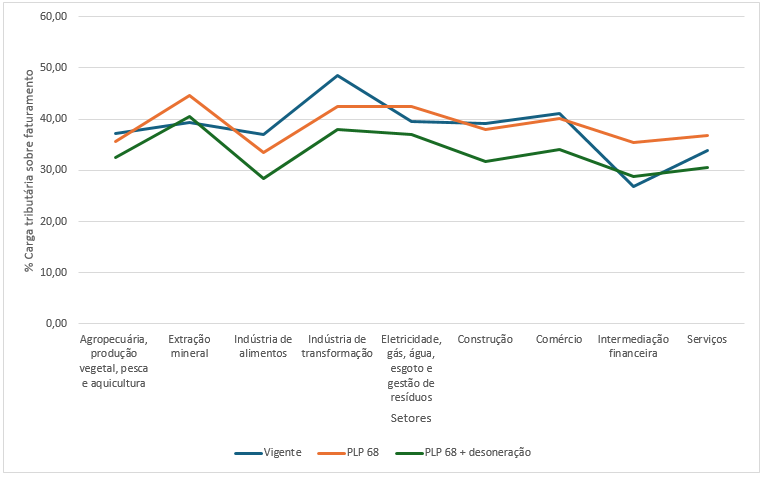 60,00
50,00
40,00
30,00
20,00
10,00
0,00
% Carga tributária sobre faturamento
Agropecuária,
produção
vegetal, pesca
e aquicultura
Extração
mineral
Indústria de
alimentos
Indústria de
transformação
Eletricidade,
gás, água,
esgoto e
gestão de
resíduos
Construção
Comércio
Intermediação
financeira
Serviços
Setores
Vigente
PLP 68
PLP 68 + desoneração